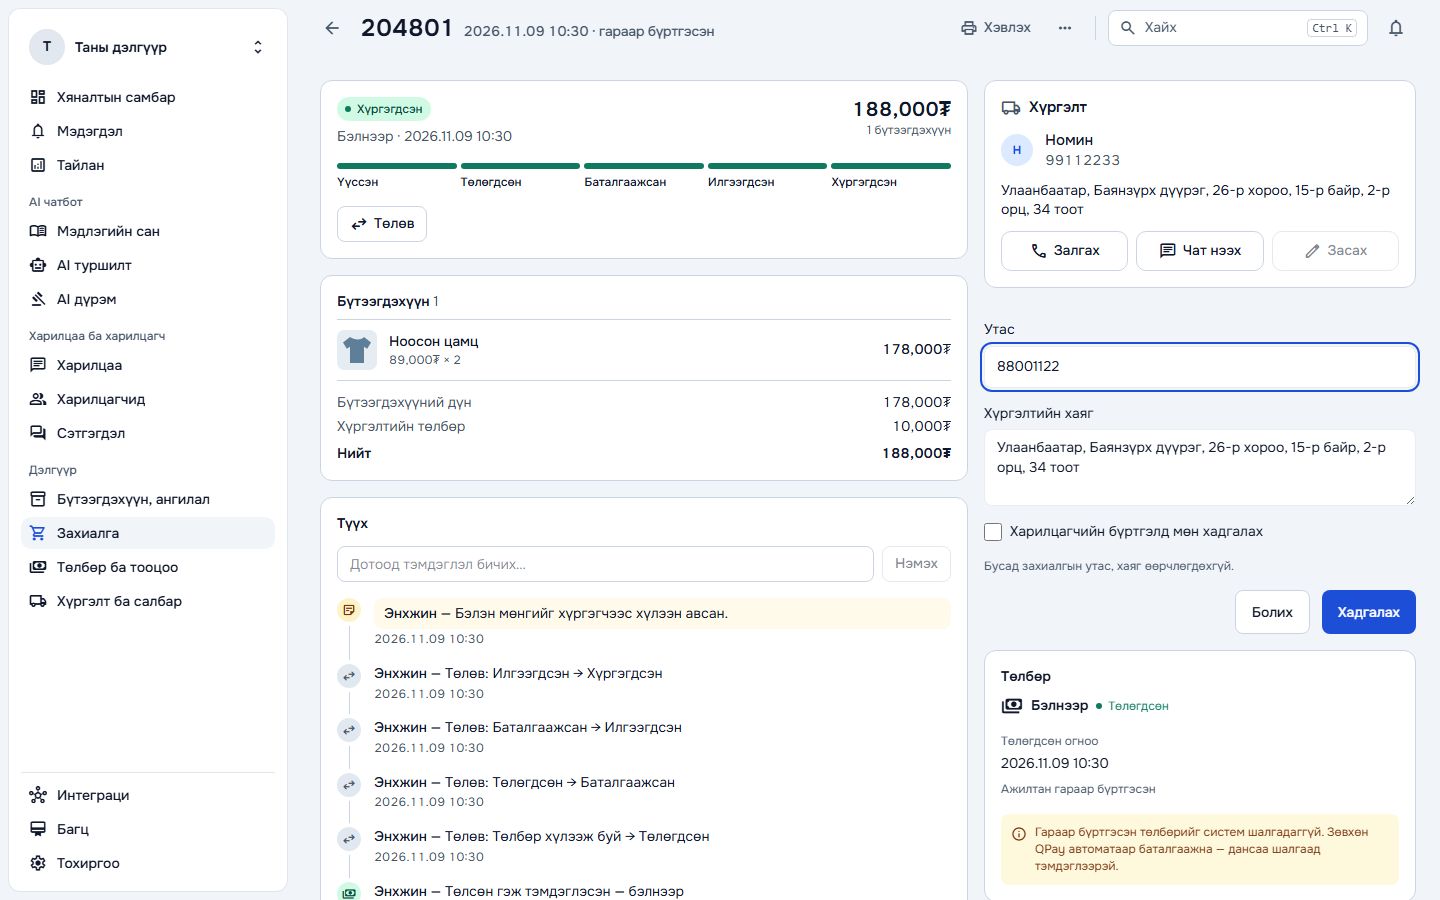 Т
Таны дэлгүүр
Хяналтын самбар
Мэдэгдэл
Тайлан
AI чатбот
Мэдлэгийн сан
AI туршилт
AI дүрэм
Харилцаа ба харилцагч
Харилцаа
Харилцагчид
Сэтгэгдэл
Дэлгүүр
Бүтээгдэхүүн, ангилал
Захиалга
Төлбөр ба тооцоо
Хүргэлт ба салбар
Интеграци
Багц
Тохиргоо
204801 2026.11.09 10:30 · гараар бүртгэсэн
Хэвлэх
Хайх
Ctrl K
Хүргэгдсэн
188,000₮
Бэлнээр · 2026.11.09 10:30
1 бүтээгдэхүүн
Үүссэн
Төлөгдсөн
Баталгаажсан
Илгээгдсэн
Хүргэгдсэн
Төлөв
Бүтээгдэхүүн 1
Ноосон цамц
89,000₮ × 2
178,000₮
Бүтээгдэхүүний дүн 178,000₮
Хүргэлтийн төлбөр 10,000₮
Нийт 188,000₮
Түүх
Дотоод тэмдэглэл бичих...
Нэмэх
Энхжин — Бэлэн мөнгийг хүргэгчээс хүлээн авсан.
2026.11.09 10:30
Энхжин — Төлөв: Илгээгдсэн → Хүргэгдсэн
2026.11.09 10:30
Энхжин — Төлөв: Баталгаажсан → Илгээгдсэн
2026.11.09 10:30
Энхжин — Төлөв: Төлөгдсөн → Баталгаажсан
2026.11.09 10:30
Энхжин — Төлөв: Төлбөр хүлээж буй → Төлөгдсөн
2026.11.09 10:30
Энхжин — Төлсөн гэж тэмдэглэсэн — бэлнээр
Хүргэлт
Н
Номин
99112233
Улаанбаатар, Баянзүрх дүүрэг, 26-р хороо, 15-р байр, 2-р
орц, 34 тоот
Залгах
Чат нээх
Засах
Утас
88001122
Хүргэлтийн хаяг
Улаанбаатар, Баянзүрх дүүрэг, 26-р хороо, 15-р байр, 2-р
орц, 34 тоот
Харилцагчийн бүртгэлд мөн хадгалах
Бусад захиалгын утас, хаяг өөрчлөгдөхгүй.
Болих
Хадгалах
Төлбөр
Бэлнээр
Төлөгдсөн
Төлөгдсөн огноо
2026.11.09 10:30
Ажилтан гараар бүртгэсэн
Гараар бүртгэсэн төлбөрийг систем шалгадаггүй. Зөвхөн
QPay автоматаар баталгаажна — дансаа шалгаад
тэмдэглээрэй.